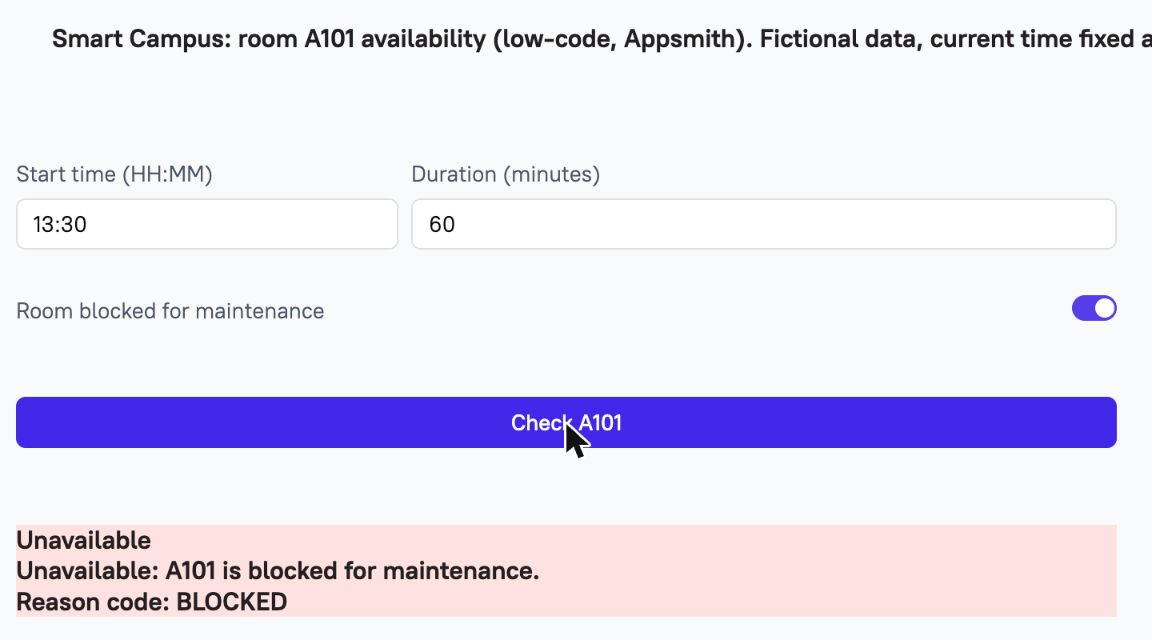 Smart Campus: room A101 availability (low-code, Appsmith). Fictional data, current time fixed a
Start time (HH:MM)
Duration (minutes)
13:30
60
Room blocked for maintenance
Check A101
Unavailable
Unavailable: A101 is blocked for maintenance.
Reason code: BLOCKED